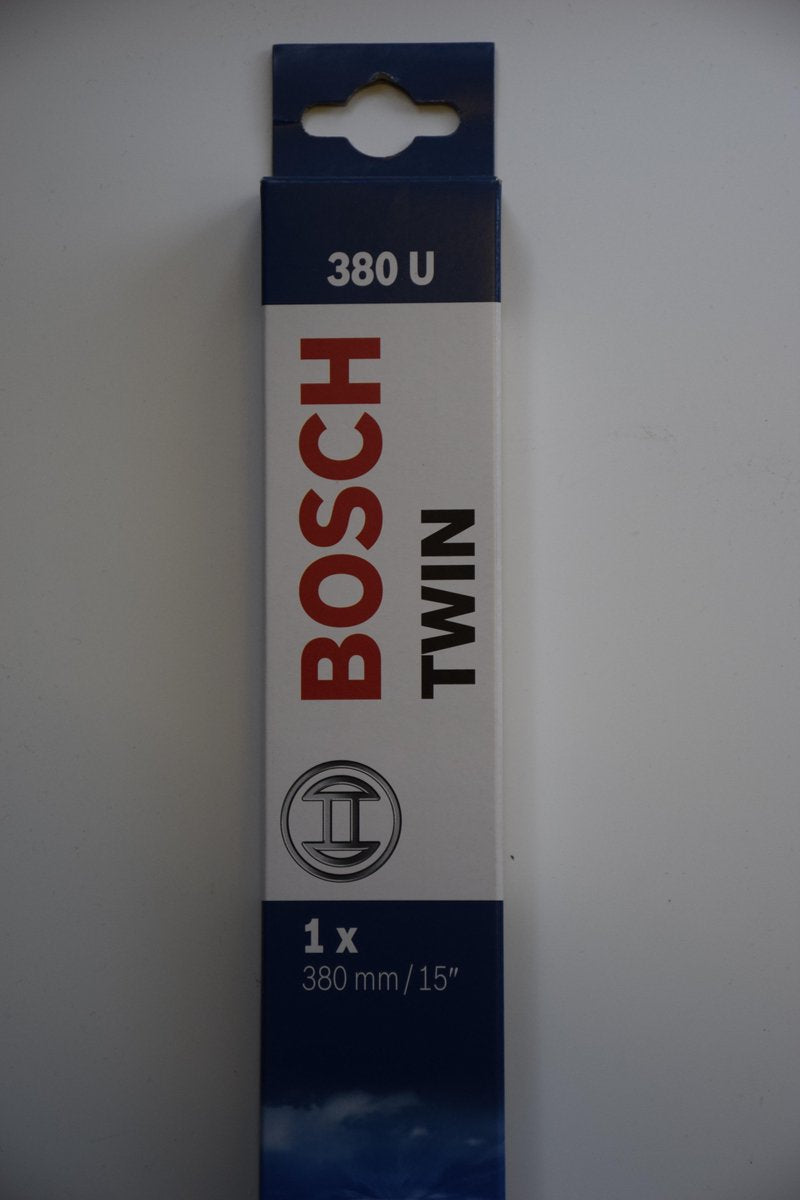 380 U
BOSCH
TWIN
1 x
380 mm / 15″